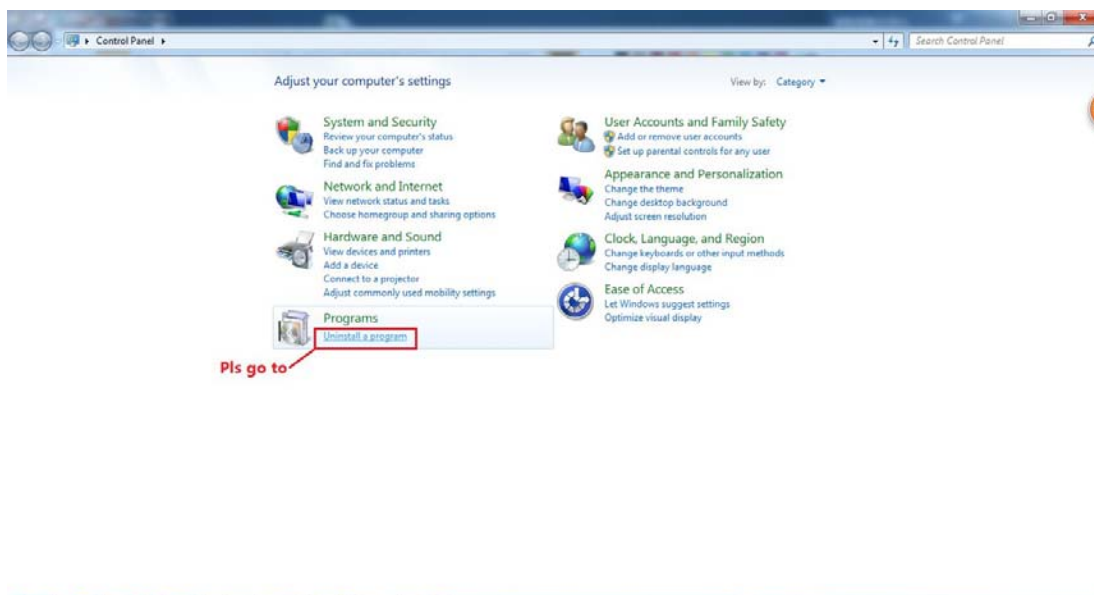 Control Panel
Search Control Panel
Adjust your computer's settings
View by: Category
System and Security
Review your computer's status
Back up your computer
Find and fix problems
Network and Internet
View network status and tasks
Choose homegroup and sharing options
Hardware and Sound
View devices and printers
Add a device
Connect to a projector
Adjust commonly used mobility settings
Programs
Uninstall a program
Pls go to
User Accounts and Family Safety
Add or remove user accounts
Set up parental controls for any user
Appearance and Personalization
Change the theme
Change desktop background
Adjust screen resolution
Clock, Language, and Region
Change keyboards or other input methods
Change display language
Ease of Access
Let Windows suggest settings
Optimize visual display